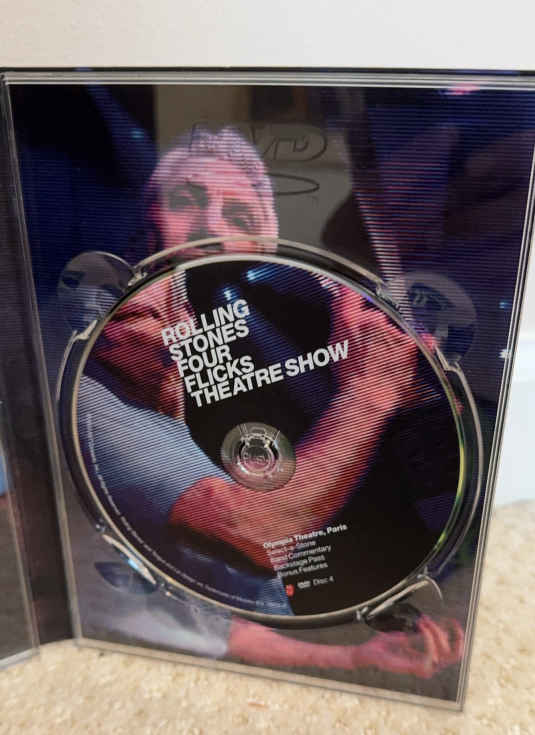 DVD
ROLLING
STONES
FOUR
FLICKS
THEATRE SHOW
Olympia Theatre, Paris
Select-a-Stone
Band Commentary
Backstage Pass
Bonus Features
DVD Disc 4